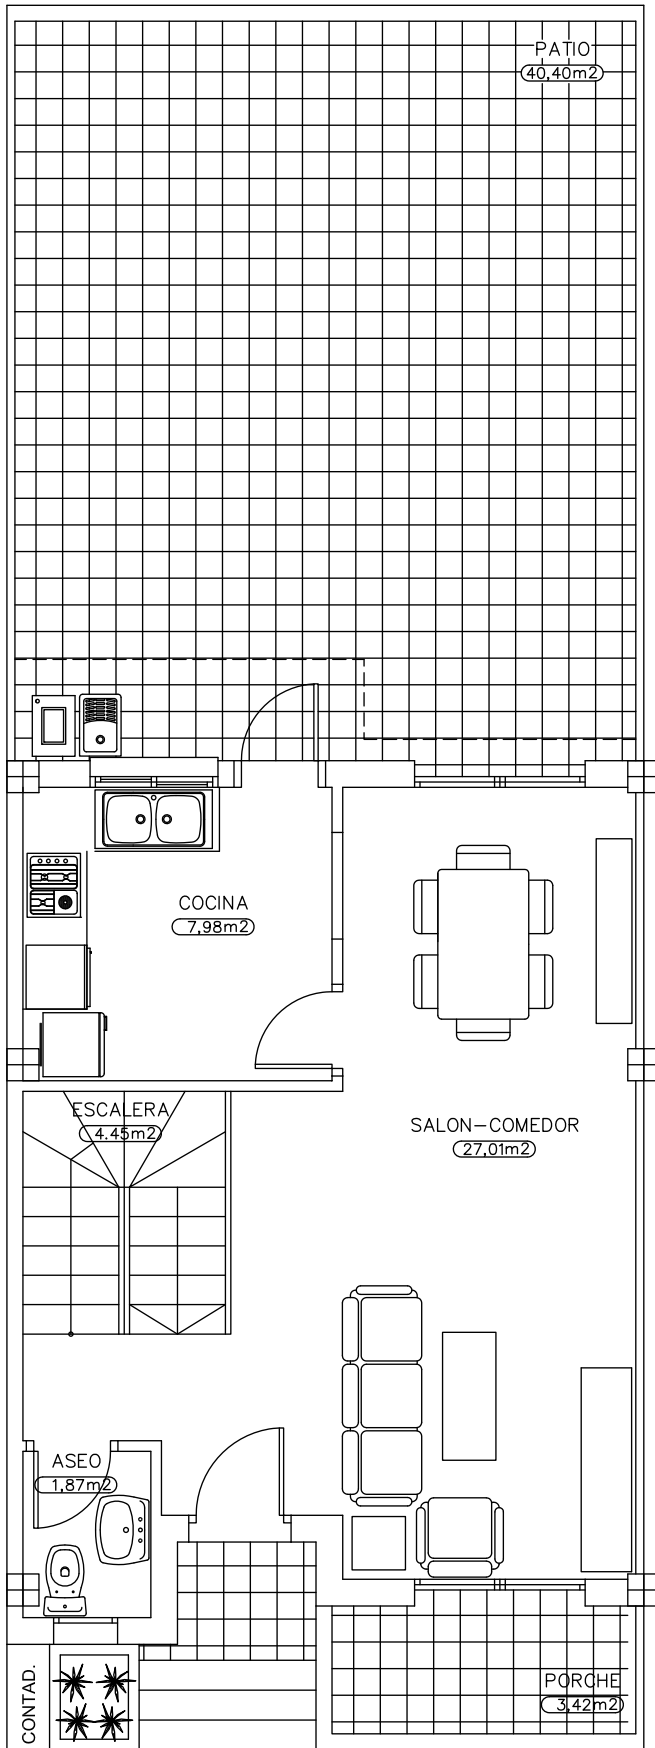 PATIO
40,40m2
COCINA
7,98m2
ESCALERA
4.45m2
SALON-COMEDOR
27,01m2
ASEO
1,87m2
PORCHE
3,42m2
CONTAD.